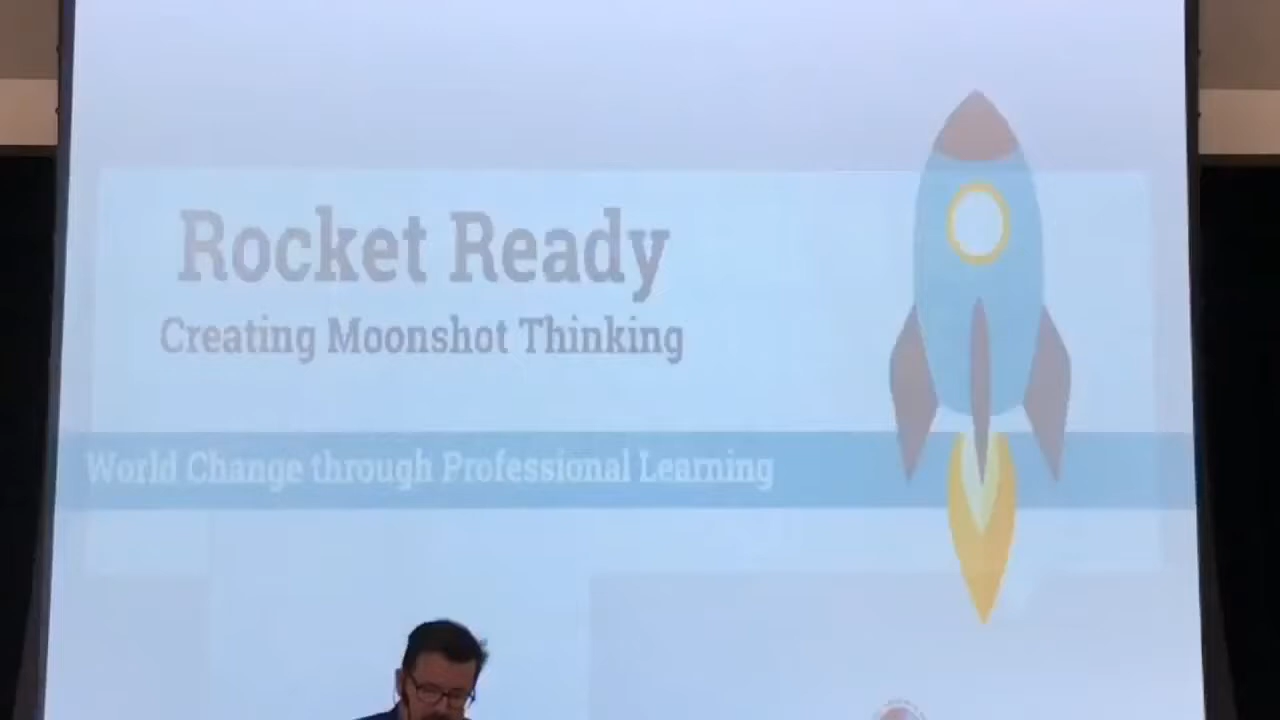 Rocket Ready
Creating Moonshot Thinking
World Change through Professional Learning